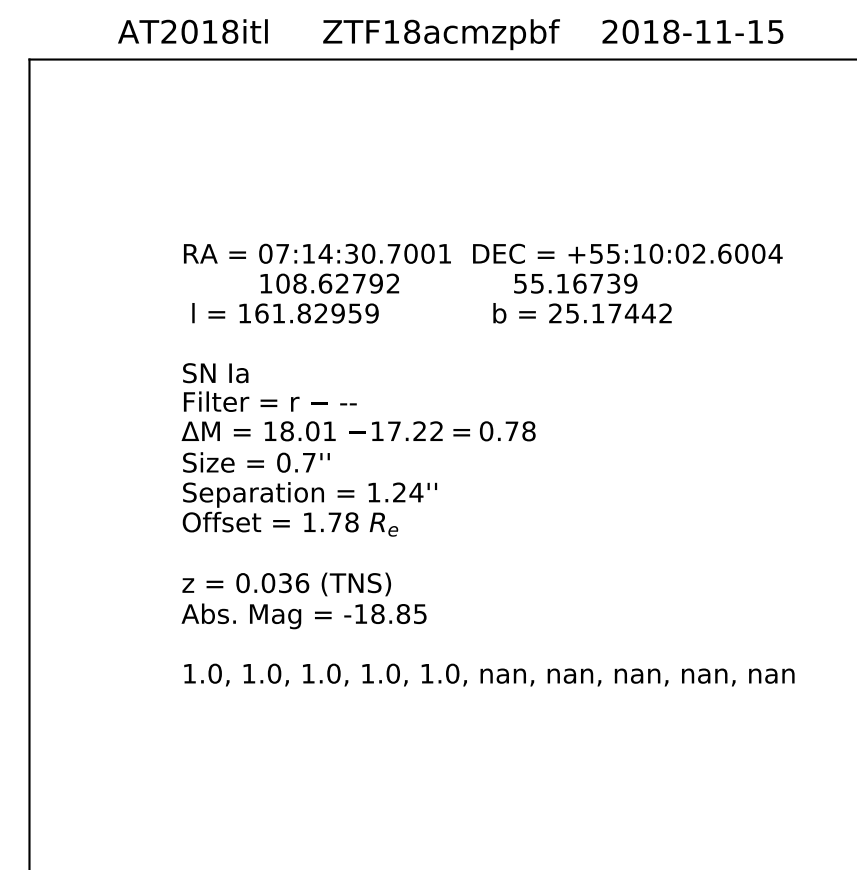 AT2018itl ZTF18acmzpbf 2018-11-15
RA = 07:14:30.7001 DEC = +55:10:02.6004
108.62792 55.16739
l = 161.82959 b = 25.17442
SN Ia
Filter = r − --
ΔM = 18.01 −17.22 = 0.78
Size = 0.7''
Separation = 1.24''
Offset = 1.78 Rₑ
z = 0.036 (TNS)
Abs. Mag = -18.85
1.0, 1.0, 1.0, 1.0, 1.0, nan, nan, nan, nan, nan